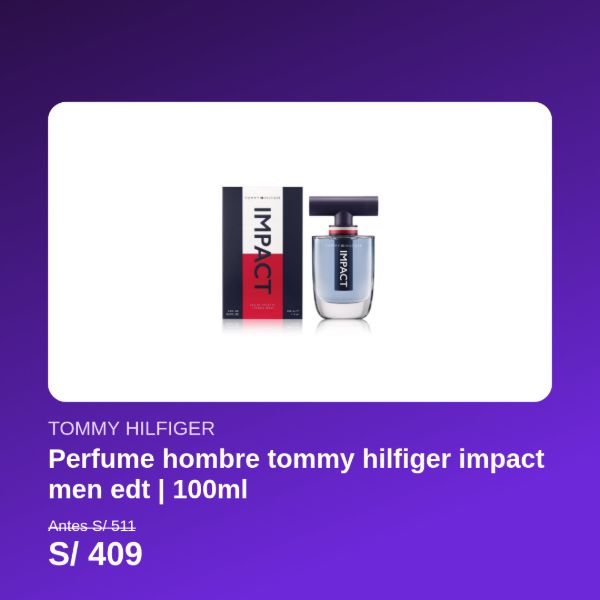 TOMMY HILFIGER
IMPACT
IMPACT
TOMMY HILFIGER
Perfume hombre tommy hilfiger impact
men edt | 100ml
Antes S/ 511
S/ 409